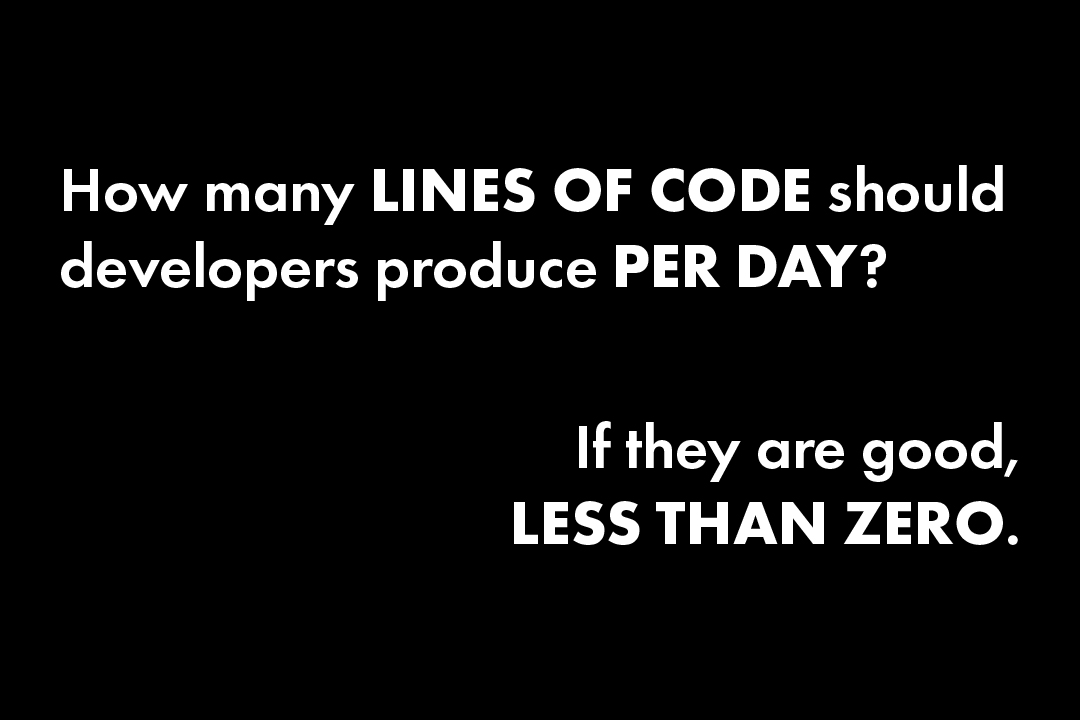 How many LINES OF CODE should
developers produce PER DAY?
If they are good,
LESS THAN ZERO.